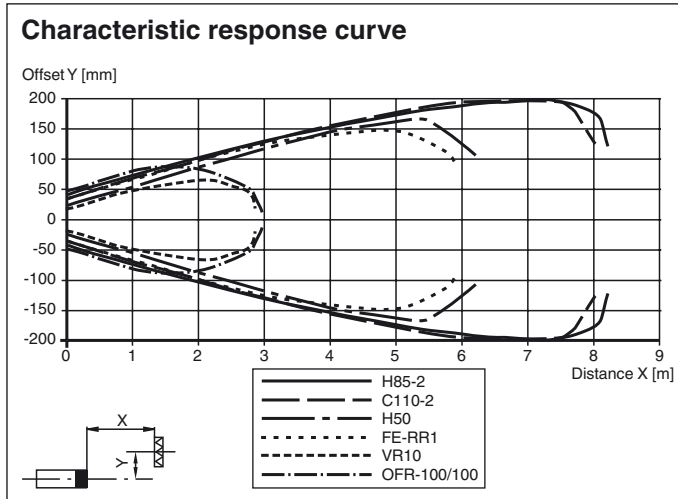 Characteristic response curve
Offset Y [mm]
200
150
100
50
0
-50
-100
-150
-200
0 1 2 3 4 5 6 7 8 9
Distance X [m]
H85-2
C110-2
H50
FE-RR1
VR10
OFR-100/100
X
Y